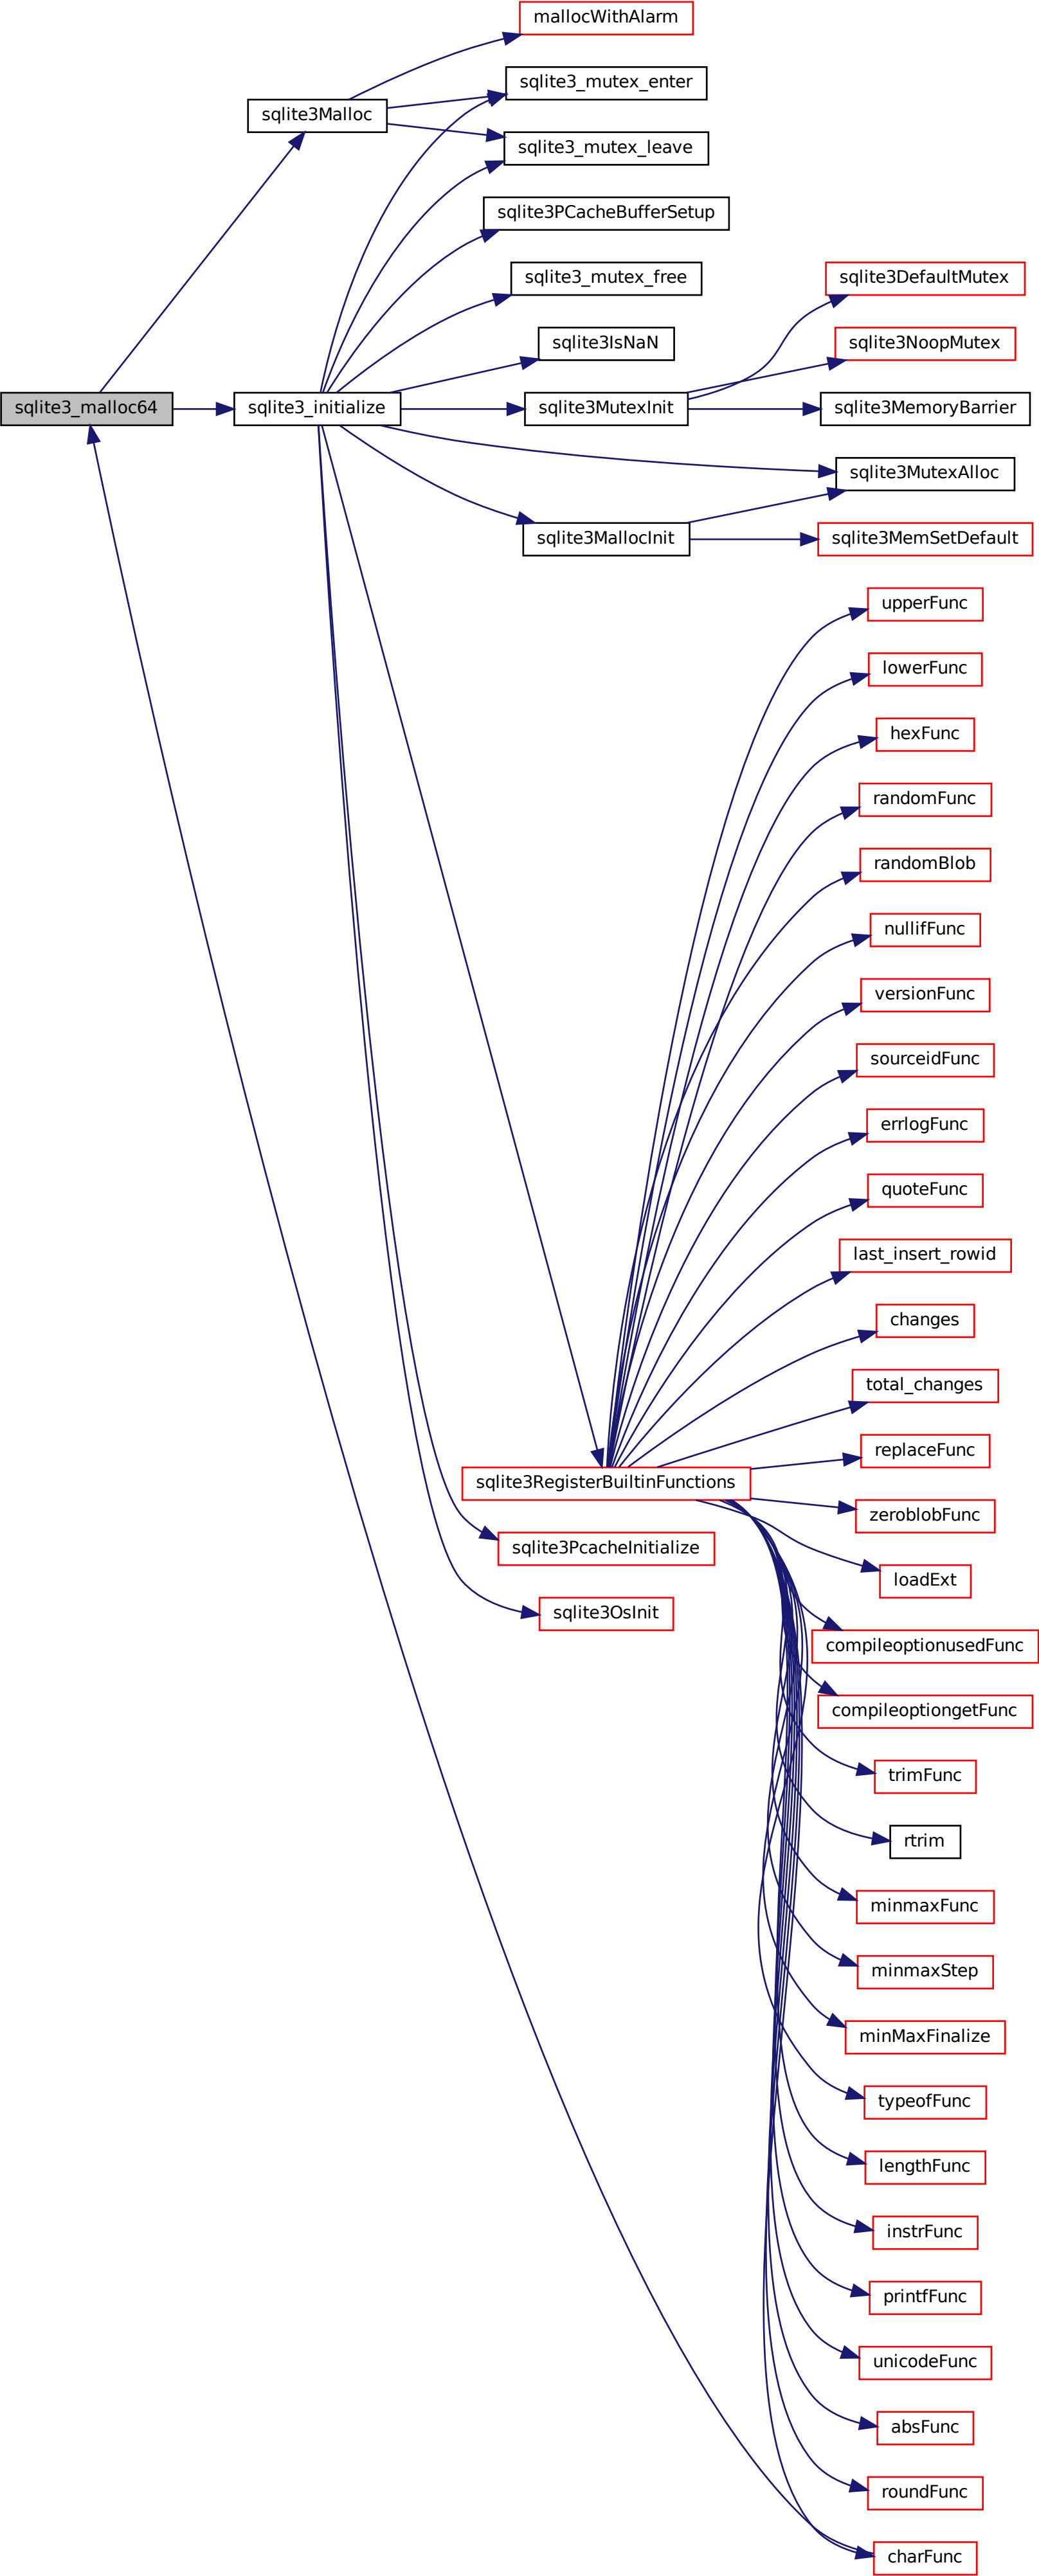 mallocWithAlarm
sqlite3_mutex_enter
sqlite3Malloc
sqlite3_mutex_leave
sqlite3PCacheBufferSetup
sqlite3_mutex_free
sqlite3DefaultMutex
sqlite3IsNaN
sqlite3NoopMutex
sqlite3_malloc64
sqlite3_initialize
sqlite3MutexInit
sqlite3MemoryBarrier
sqlite3MutexAlloc
sqlite3MallocInit
sqlite3MemSetDefault
upperFunc
lowerFunc
hexFunc
randomFunc
randomBlob
nullifFunc
versionFunc
sourceidFunc
errlogFunc
quoteFunc
last_insert_rowid
changes
total_changes
replaceFunc
sqlite3RegisterBuiltinFunctions
zeroblobFunc
sqlite3PcacheInitialize
loadExt
sqlite3OsInit
compileoptionusedFunc
compileoptiongetFunc
trimFunc
rtrim
minmaxFunc
minmaxStep
minMaxFinalize
typeofFunc
lengthFunc
instrFunc
printfFunc
unicodeFunc
absFunc
roundFunc
charFunc